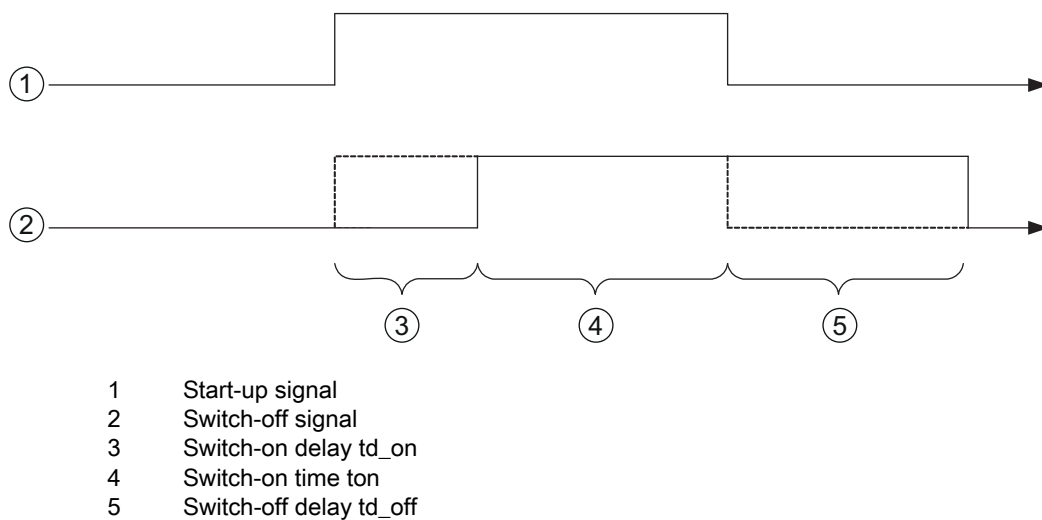 1
2
3 4 5
1 Start-up signal
2 Switch-off signal
3 Switch-on delay td_on
4 Switch-on time ton
5 Switch-off delay td_off